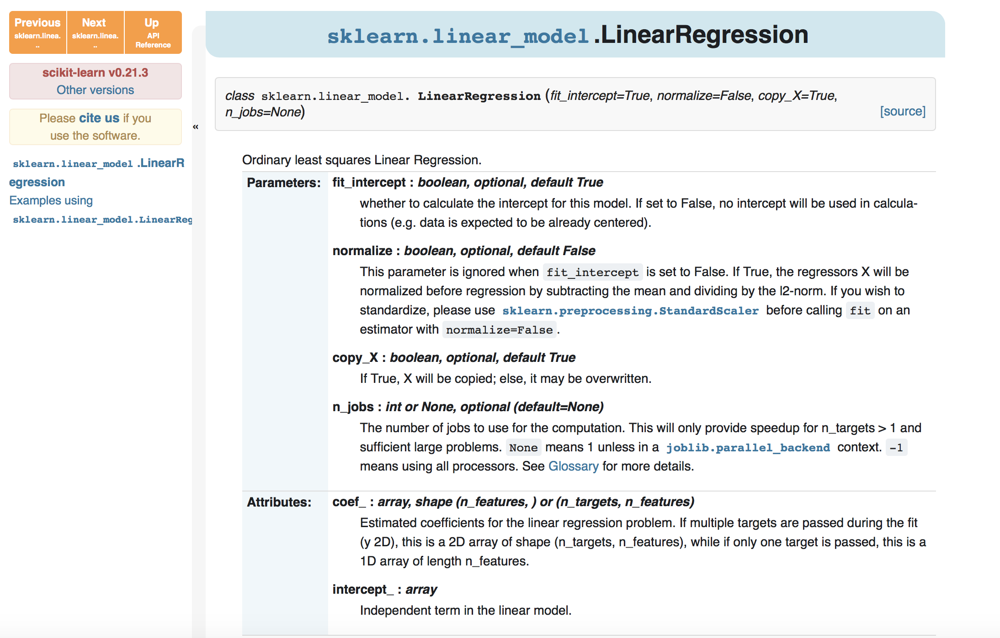 Previous
sklearn.linea.
..
Next
sklearn.linea.
..
Up
API
Reference
scikit-learn v0.21.3
Other versions
Please cite us if you
use the software.
sklearn.linear_model .LinearR
egression
Examples using
sklearn.linear_model.LinearReg
«
sklearn.linear_model.LinearRegression
class sklearn.linear_model. LinearRegression (fit_intercept=True, normalize=False, copy_X=True,
n_jobs=None)
[source]
Ordinary least squares Linear Regression.
Parameters:
fit_intercept : boolean, optional, default True
whether to calculate the intercept for this model. If set to False, no intercept will be used in calcula-
tions (e.g. data is expected to be already centered).
normalize : boolean, optional, default False
This parameter is ignored when fit_intercept is set to False. If True, the regressors X will be
normalized before regression by subtracting the mean and dividing by the l2-norm. If you wish to
standardize, please use sklearn.preprocessing.StandardScaler before calling fit on an
estimator with normalize=False.
copy_X : boolean, optional, default True
If True, X will be copied; else, it may be overwritten.
n_jobs : int or None, optional (default=None)
The number of jobs to use for the computation. This will only provide speedup for n_targets > 1 and
sufficient large problems. None means 1 unless in a joblib.parallel_backend context. -1
means using all processors. See Glossary for more details.
Attributes:
coef_ : array, shape (n_features, ) or (n_targets, n_features)
Estimated coefficients for the linear regression problem. If multiple targets are passed during the fit
(y 2D), this is a 2D array of shape (n_targets, n_features), while if only one target is passed, this is a
1D array of length n_features.
intercept_ : array
Independent term in the linear model.